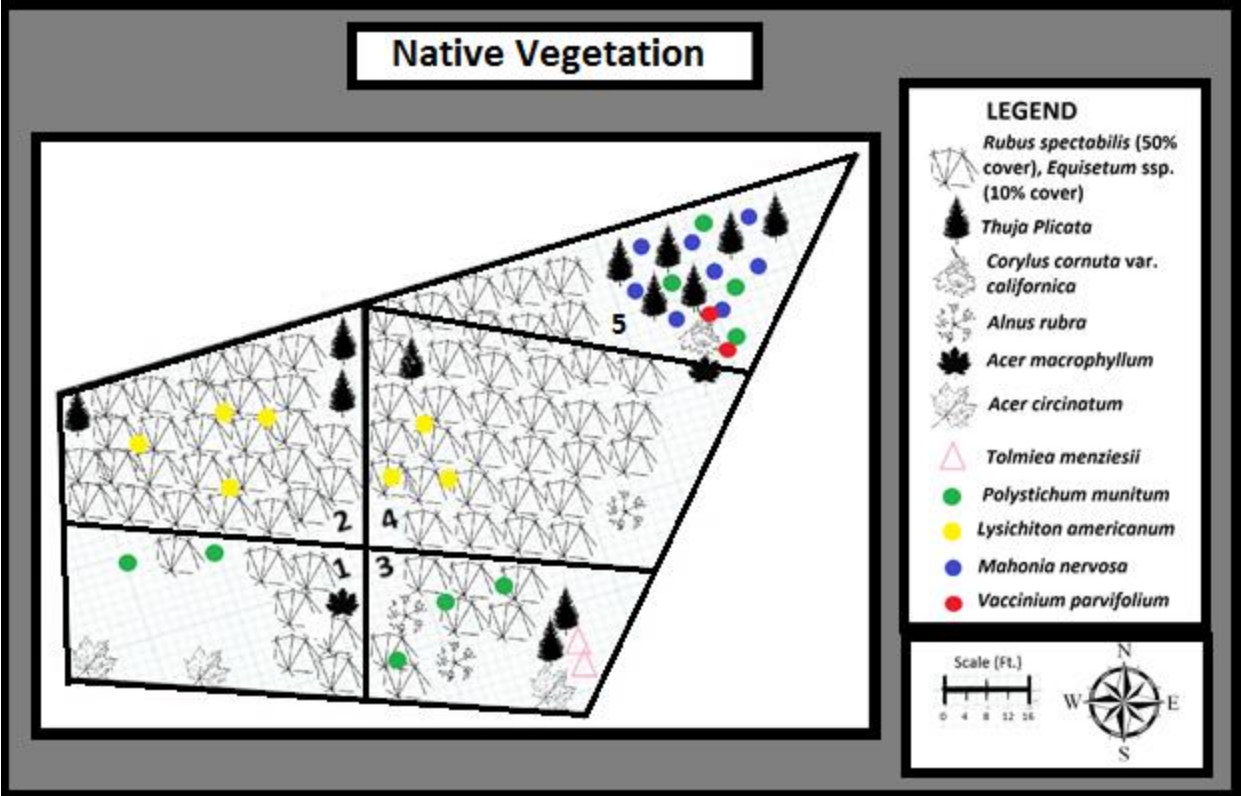 Native Vegetation
LEGEND
Rubus spectabilis (50%
cover), Equisetum ssp.
(10% cover)
Thuja Plicata
Corylus cornuta var.
californica
Alnus rubra
Acer macrophyllum
Acer circinatum
Tolmiea menziesii
Polystichum munitum
Lysichiton americanum
Mahonia nervosa
Vaccinium parvifolium
5
2
4
1
3
Scale (Ft.)
0 4 8 12 16
N
W E
S